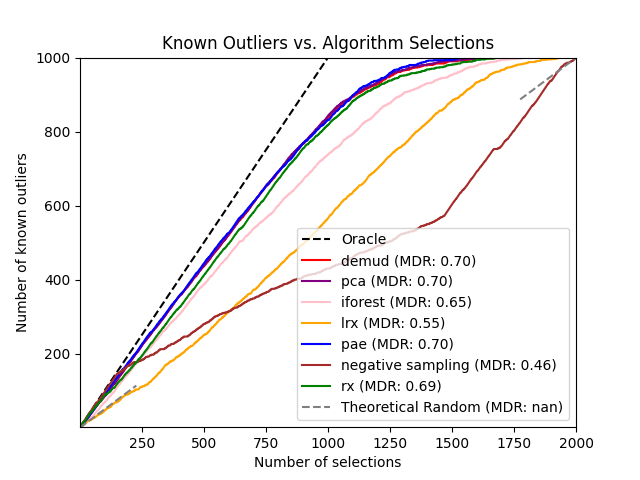 Known Outliers vs. Algorithm Selections
1000
800
600
400
200
Number of known outliers
Oracle
demud (MDR: 0.70)
pca (MDR: 0.70)
iforest (MDR: 0.65)
lrx (MDR: 0.55)
pae (MDR: 0.70)
negative sampling (MDR: 0.46)
rx (MDR: 0.69)
Theoretical Random (MDR: nan)
250 500 750 1000 1250 1500 1750 2000
Number of selections